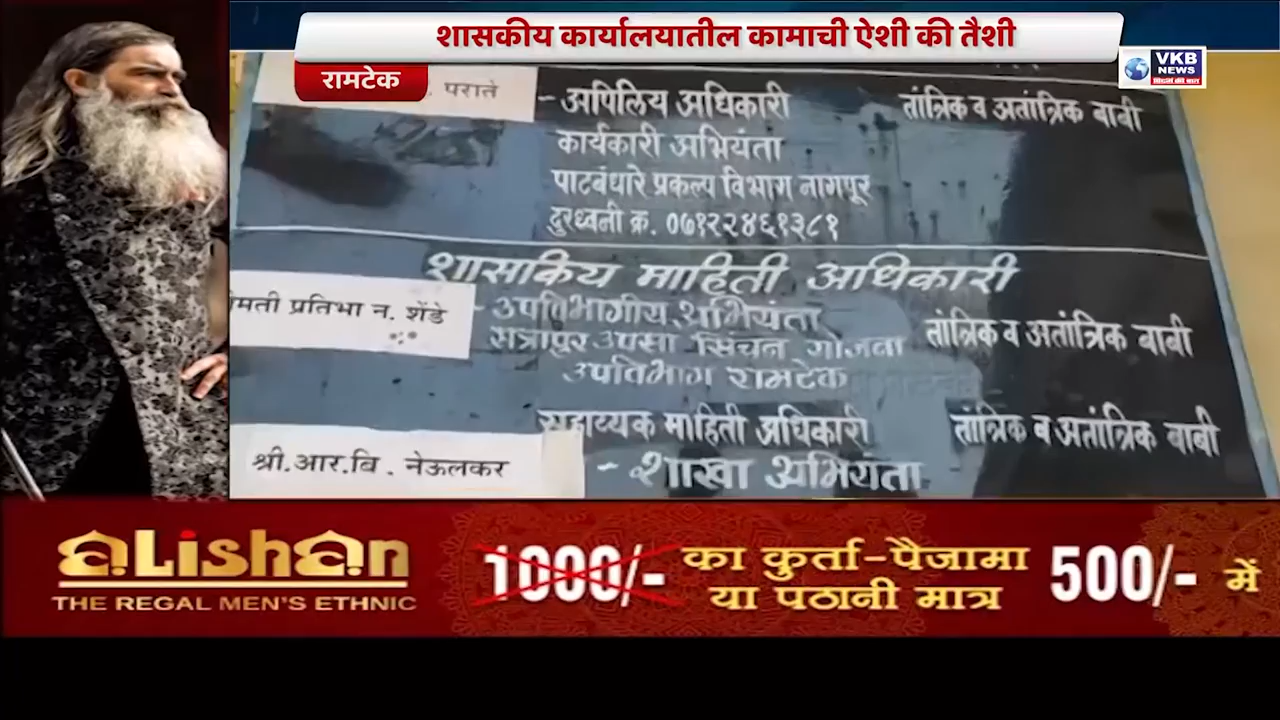 शासकीय कार्यालयातील कामाची ऐशी की तैशी
रामटेक
VKB
NEWS
पराते
- अपिलिय अधिकारी
तांत्रिक व अतांत्रिक बाबी
कार्यकारी अभियंता
पाटबंधारे प्रकल्प विभाग नागपूर
दुरध्वनी क्र. ०७१२२४६१३८१
शासकिय माहिती अधिकारी
मती प्रतिभा न. शेंडे
- उपविभागीय अभियंता
तांत्रिक व अतांत्रिक बाबी
सत्रापूर उपसा सिंचन योजना
उपविभाग रामटेक
सहाय्यक माहिती अधिकारी
तांत्रिक व अतांत्रिक बाबी
श्री.आर.बि. नेऊलकर
- शाखा अभियंता
aLishan
THE REGAL MEN'S ETHNIC
1000/- का कुर्ता-पैजामा
या पठानी मात्र
500/- में